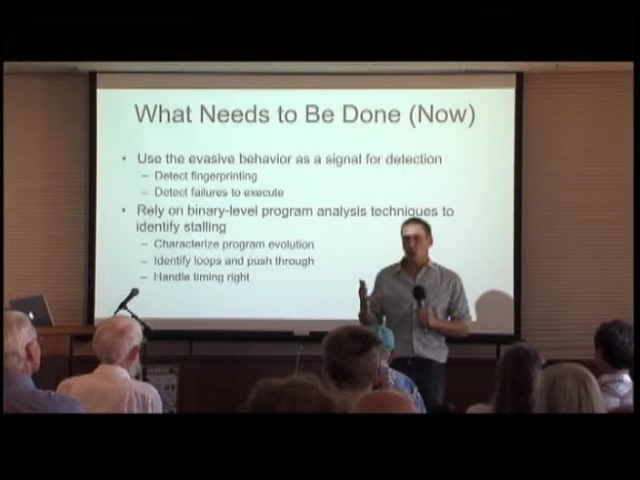 What Needs to Be Done (Now)
• Use the evasive behavior as a signal for detection
– Detect fingerprinting
– Detect failures to execute
• Rely on binary-level program analysis techniques to
identify stalling
– Characterize program evolution
– Identify loops and push through
– Handle timing right